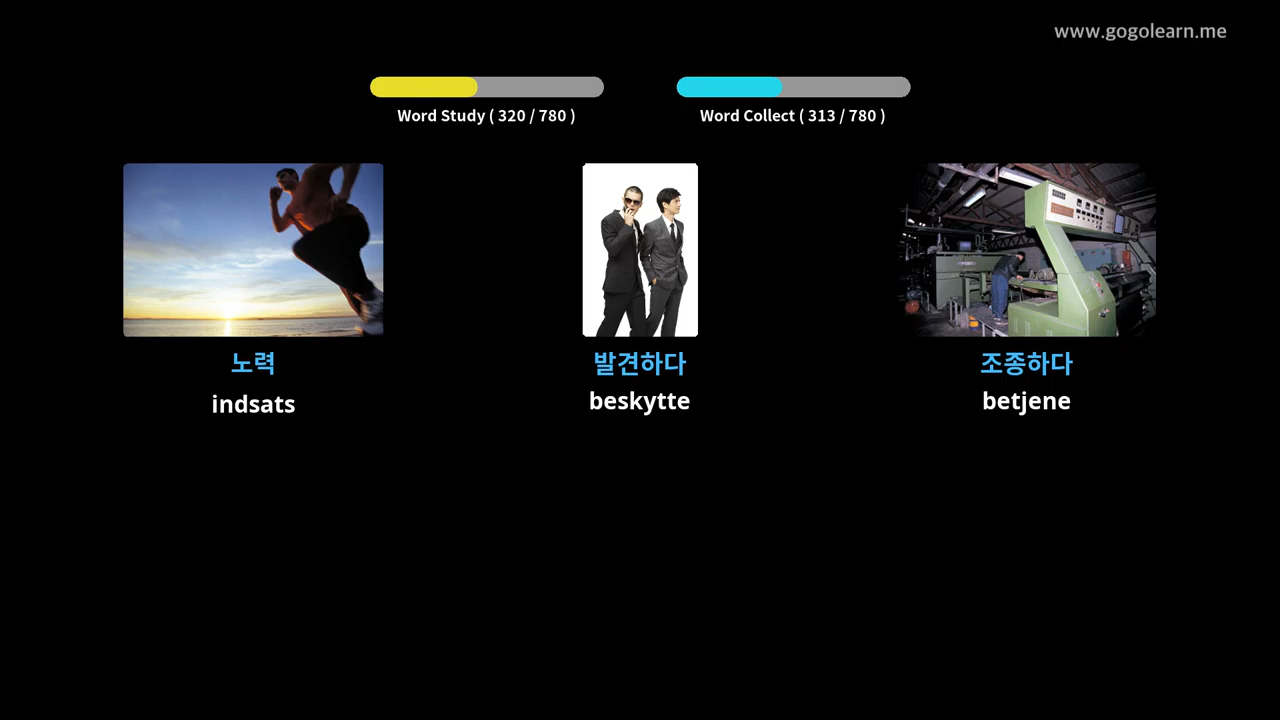 www.gogolearn.me
Word Study ( 320 / 780 )
Word Collect ( 313 / 780 )
노력
indsats
발견하다
beskytte
조종하다
betjene